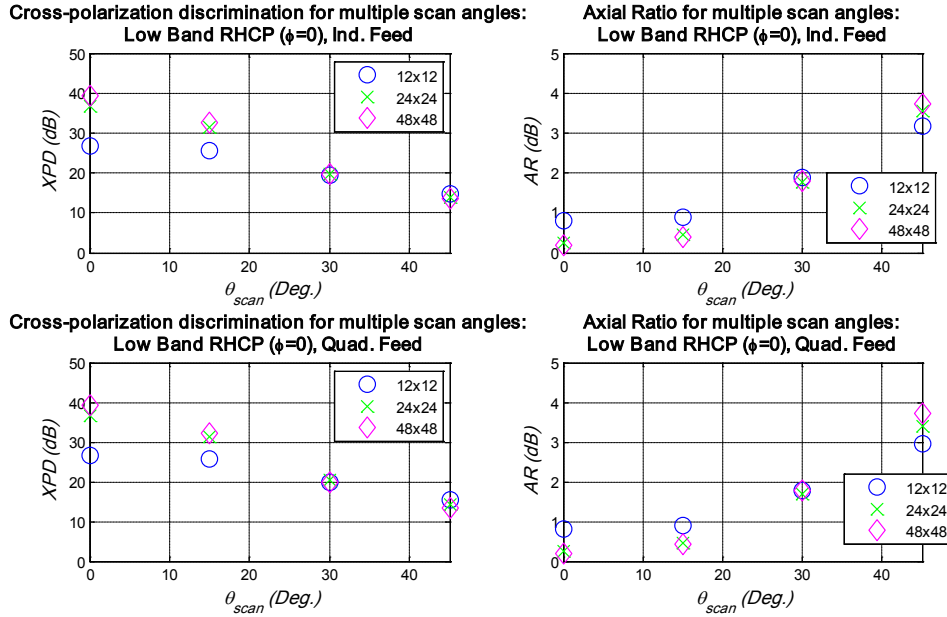 Cross-polarization discrimination for multiple scan angles:
Low Band RHCP (ϕ=0), Ind. Feed
50
40
30
20
10
0
XPD (dB)
12x12
24x24
48x48
0 10 20 30 40
θscan (Deg.)
Axial Ratio for multiple scan angles:
Low Band RHCP (ϕ=0), Ind. Feed
5
4
3
2
1
0
AR (dB)
12x12
24x24
48x48
0 10 20 30 40
θscan (Deg.)
Cross-polarization discrimination for multiple scan angles:
Low Band RHCP (ϕ=0), Quad. Feed
50
40
30
20
10
0
XPD (dB)
12x12
24x24
48x48
0 10 20 30 40
θscan (Deg.)
Axial Ratio for multiple scan angles:
Low Band RHCP (ϕ=0), Quad. Feed
5
4
3
2
1
0
AR (dB)
12x12
24x24
48x48
0 10 20 30 40
θscan (Deg.)